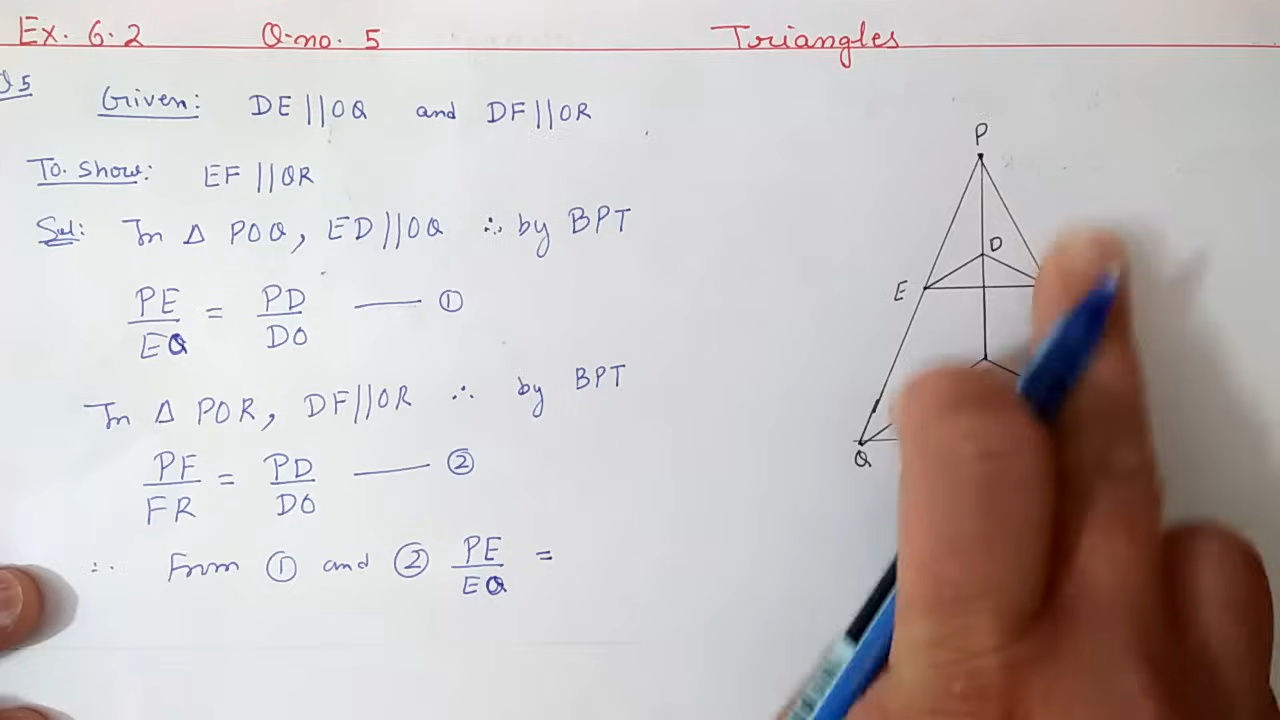 Ex. 6.2 Q.no. 5 Triangles
Q5 Given: DE||OQ and DF||OR
To Show: EF||QR
Sol: In Δ POQ, ED||OQ ∴ by BPT
PE/EQ = PD/DO —— ①
In Δ POR, DF||OR ∴ by BPT
PF/FR = PD/DO —— ②
∴ From ① and ② PE/EQ =
P
D
E
Q